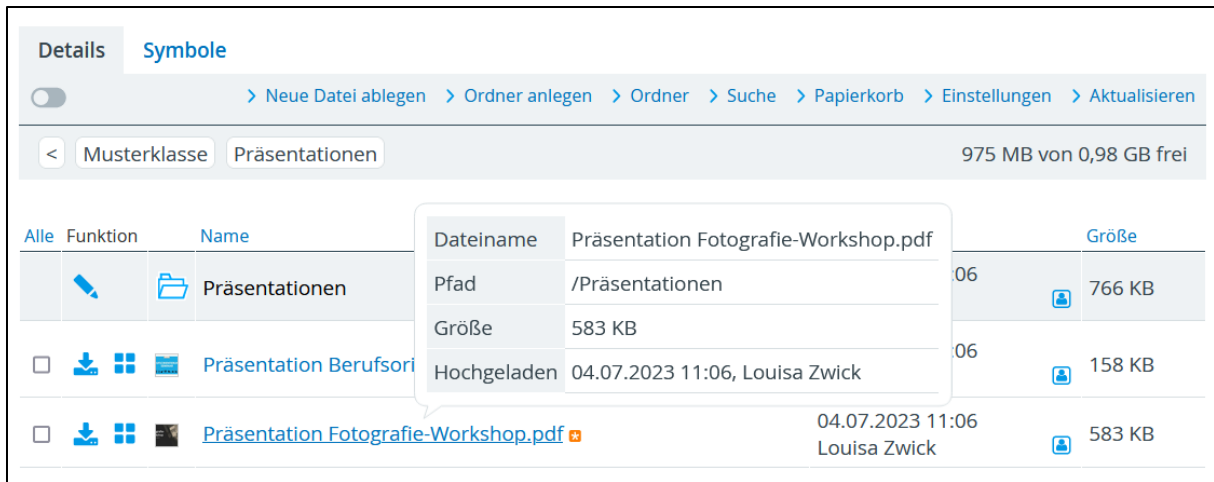 Details Symbole
> Neue Datei ablegen > Ordner anlegen > Ordner > Suche > Papierkorb > Einstellungen > Aktualisieren
< Musterklasse Präsentationen 975 MB von 0,98 GB frei
Alle Funktion Name Größe
Dateiname Präsentation Fotografie-Workshop.pdf
Pfad /Präsentationen
Größe 583 KB
Hochgeladen 04.07.2023 11:06, Louisa Zwick
Präsentationen :06 766 KB
Präsentation Berufsori :06 158 KB
Präsentation Fotografie-Workshop.pdf 04.07.2023 11:06 583 KB
Louisa Zwick